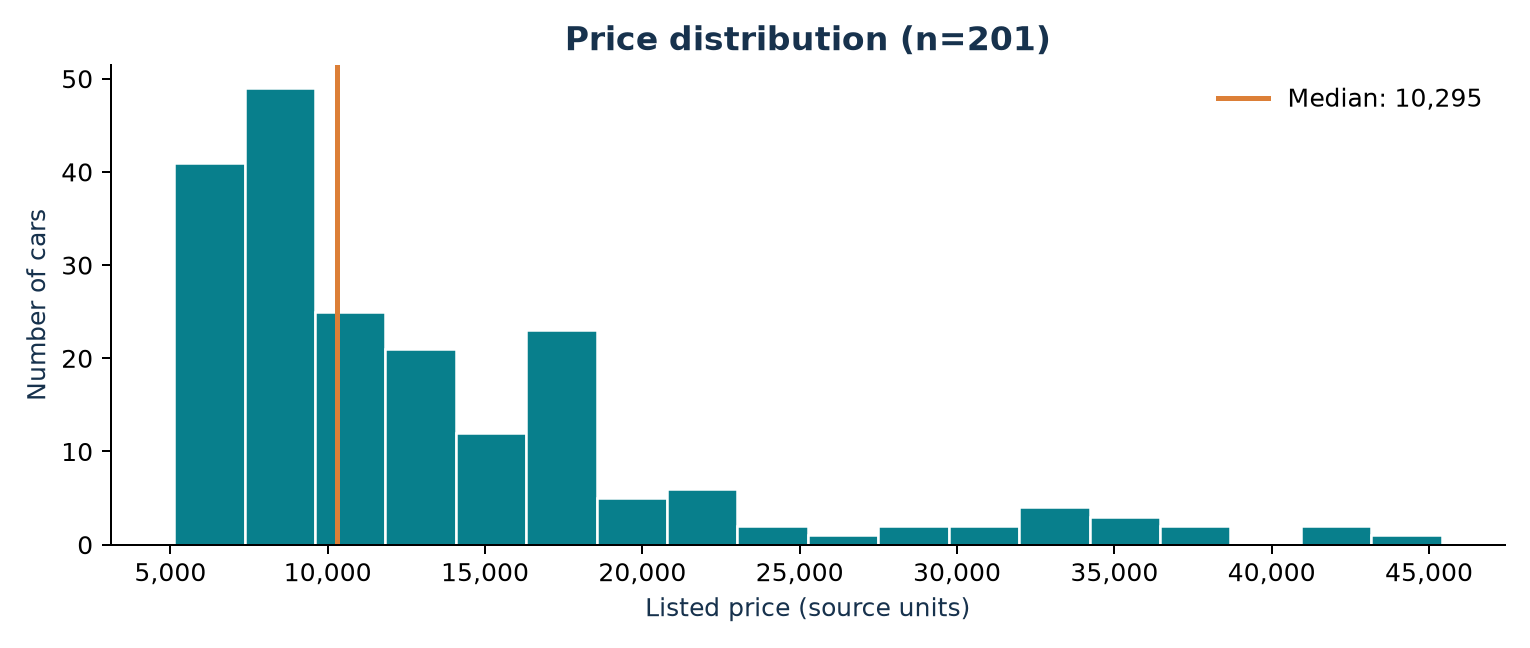 Price distribution (n=201)
Median: 10,295
Number of cars
50
40
30
20
10
0
5,000 10,000 15,000 20,000 25,000 30,000 35,000 40,000 45,000
Listed price (source units)